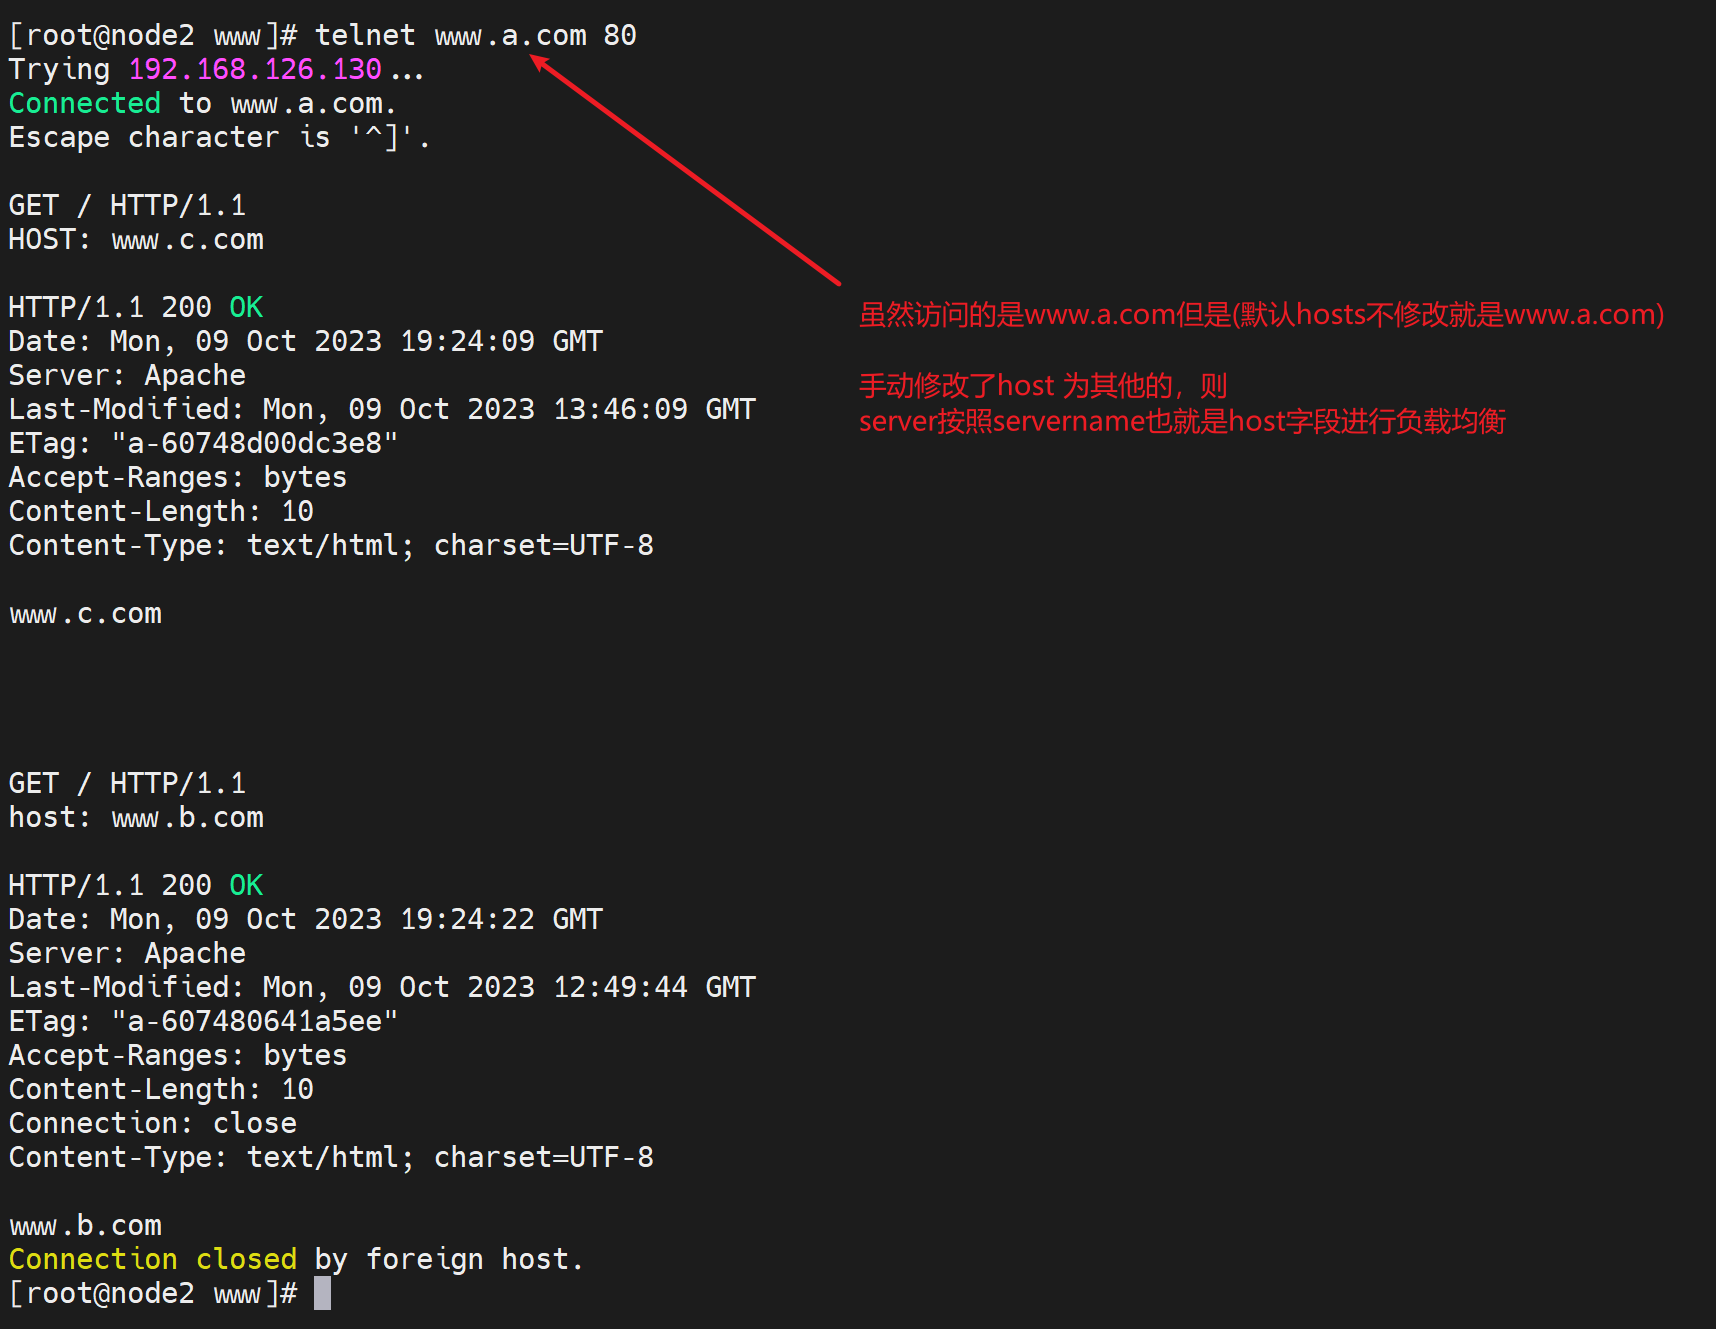 [root@node2 www]# telnet www.a.com 80
Trying 192.168.126.130...
Connected to www.a.com.
Escape character is '^]'.
GET / HTTP/1.1
HOST: www.c.com
HTTP/1.1 200 OK
虽然访问的是www.a.com但是(默认hosts不修改就是www.a.com)
Date: Mon, 09 Oct 2023 19:24:09 GMT
Server: Apache
手动修改了host 为其他的，则
Last-Modified: Mon, 09 Oct 2023 13:46:09 GMT
server按照servername也就是host字段进行负载均衡
ETag: "a-60748d00dc3e8"
Accept-Ranges: bytes
Content-Length: 10
Content-Type: text/html; charset=UTF-8
www.c.com
GET / HTTP/1.1
host: www.b.com
HTTP/1.1 200 OK
Date: Mon, 09 Oct 2023 19:24:22 GMT
Server: Apache
Last-Modified: Mon, 09 Oct 2023 12:49:44 GMT
ETag: "a-607480641a5ee"
Accept-Ranges: bytes
Content-Length: 10
Connection: close
Content-Type: text/html; charset=UTF-8
www.b.com
Connection closed by foreign host.
[root@node2 www]#